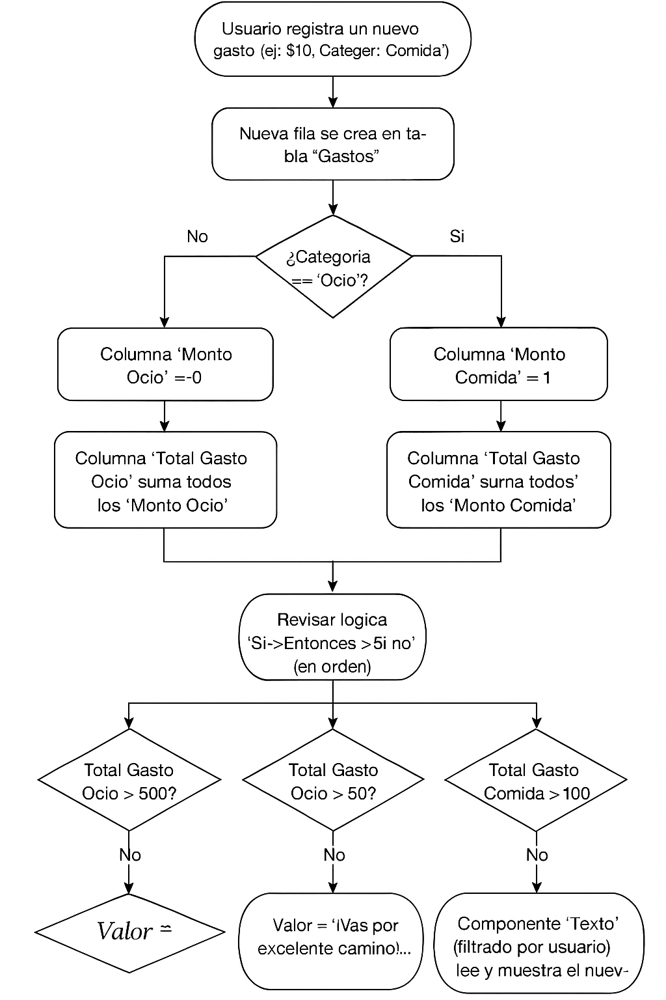 Usuario registra un nuevo
gasto (ej: $10, Categer: Comida’)
Nueva fila se crea en ta-
bla “Gastos”
No
Si
¿Categoria
== ‘Ocio’?
Columna ‘Monto
Ocio’ =-0
Columna ‘Monto
Comida’ = 1
Columna ‘Total Gasto
Ocio’ suma todos
los ‘Monto Ocio’
Columna ‘Total Gasto
Comida’ surna todos’
los ‘Monto Comida’
Revisar logica
‘Si->Entonces >5i no’
(en orden)
Total Gasto
Ocio > 500?
Total Gasto
Ocio > 50?
Total Gasto
Comida >100
No
No
No
Valor =
Valor = ‘¡Vas por
excelente camino!...
Componente ‘Texto’
(filtrado por usuario)
lee y muestra el nuev-